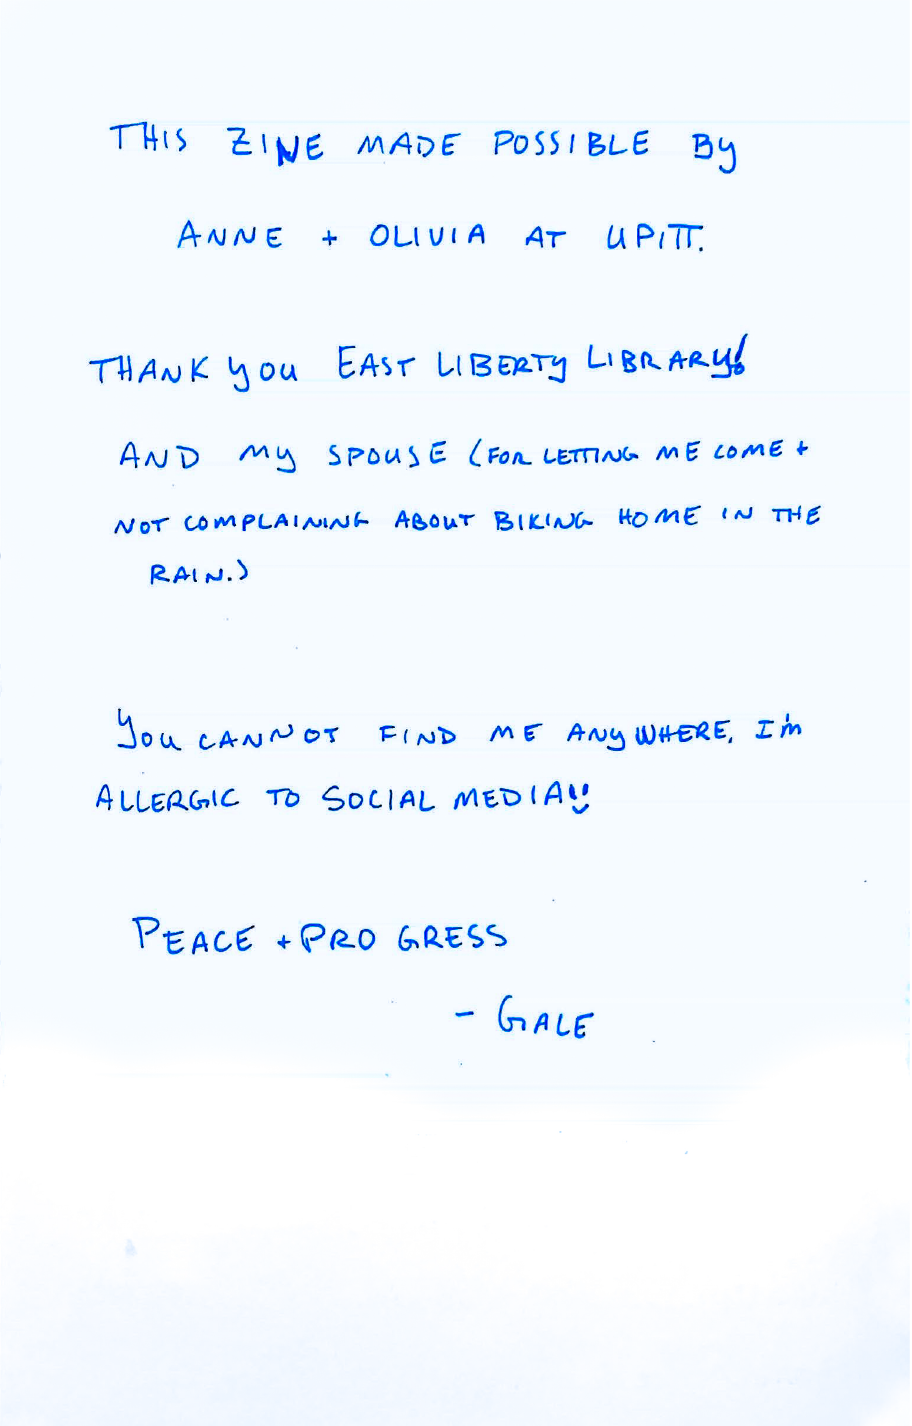 THIS ZINE MADE POSSIBLE By
ANNE + OLIVIA AT UPITT.
THANK you EAST LIBERTY LIBRARY!
AND My SPOUSE (FOR LETTING ME COME +
NOT COMPLAINING ABOUT BIKING HOME IN THE
RAIN.)
You CANNOT FIND ME ANyWHERE. I'm
ALLERGIC TO SOCIAL MEDIA!!
PEACE + PROGRESS
- GALE